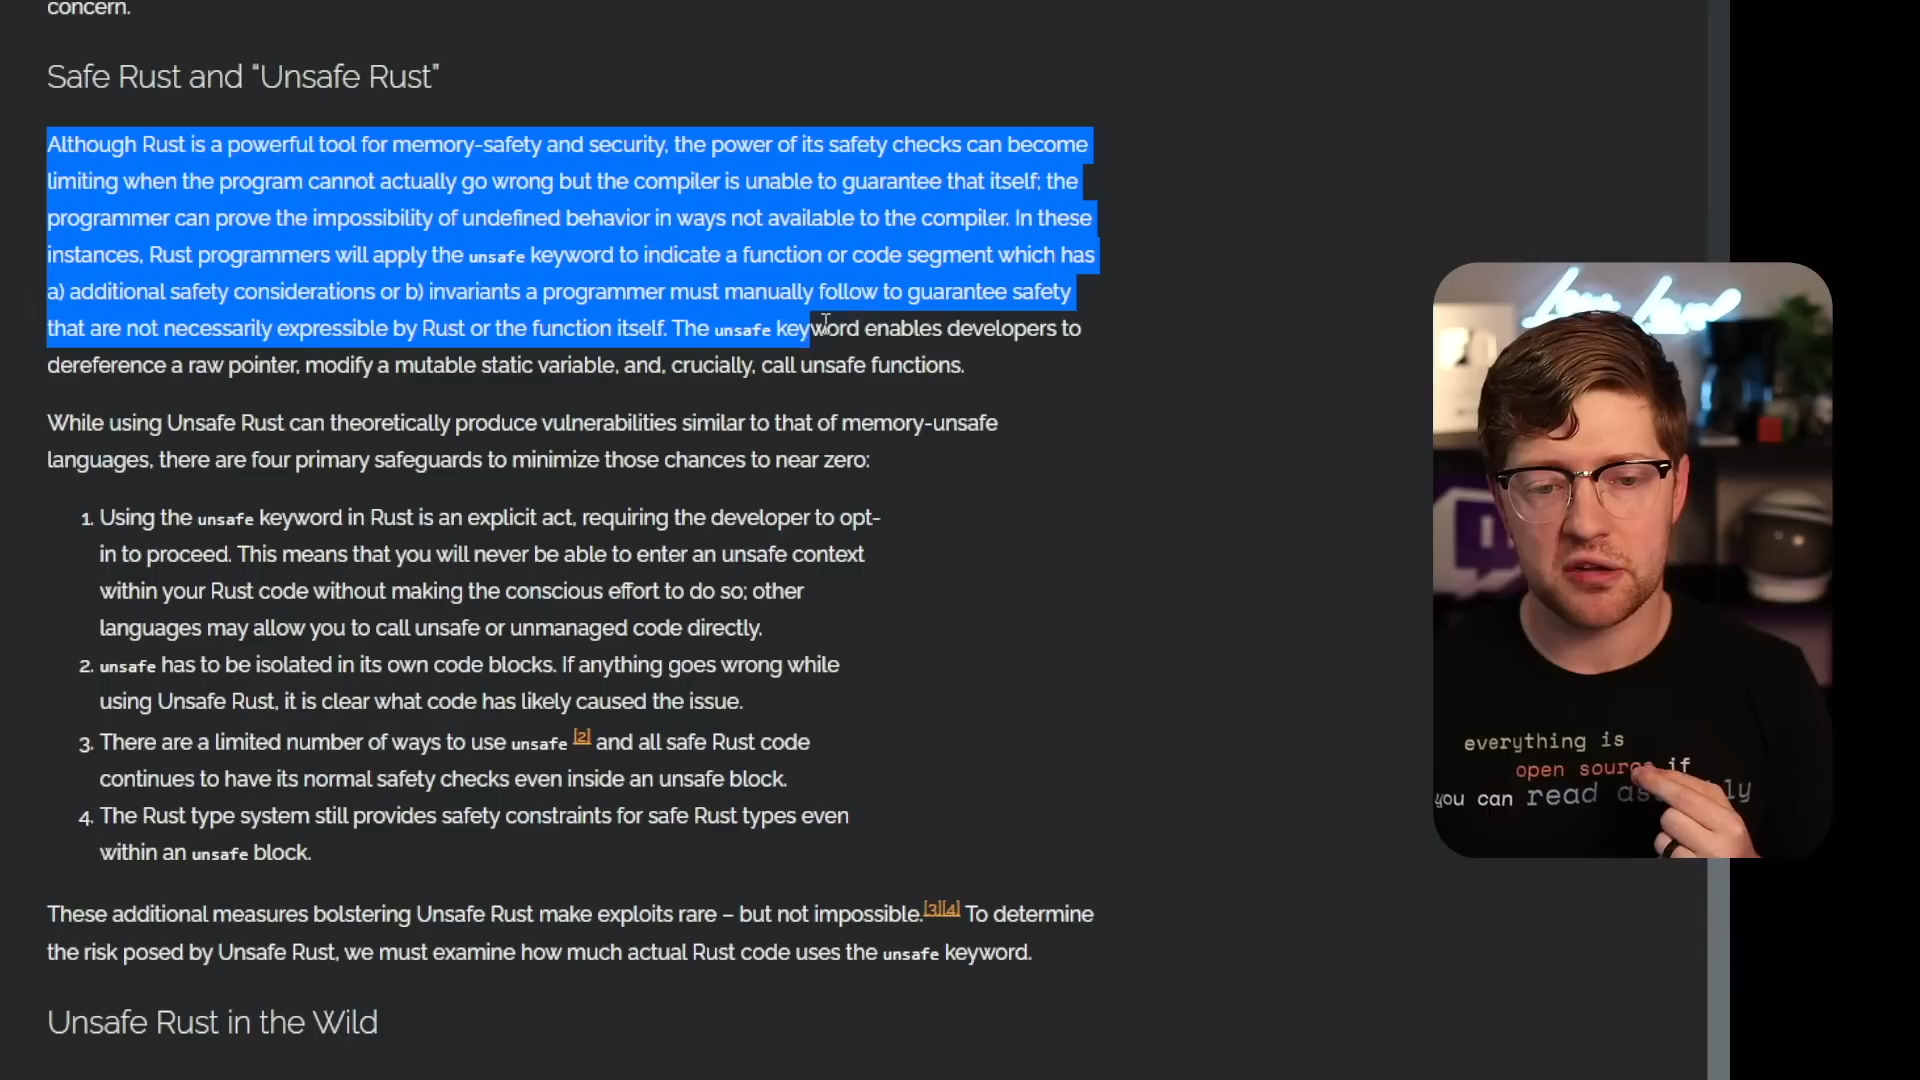 concern.
Safe Rust and “Unsafe Rust”
Although Rust is a powerful tool for memory-safety and security, the power of its safety checks can become
limiting when the program cannot actually go wrong but the compiler is unable to guarantee that itself; the
programmer can prove the impossibility of undefined behavior in ways not available to the compiler. In these
instances, Rust programmers will apply the unsafe keyword to indicate a function or code segment which has
a) additional safety considerations or b) invariants a programmer must manually follow to guarantee safety
that are not necessarily expressible by Rust or the function itself. The unsafe keyword enables developers to
dereference a raw pointer, modify a mutable static variable, and, crucially, call unsafe functions.
While using Unsafe Rust can theoretically produce vulnerabilities similar to that of memory-unsafe
languages, there are four primary safeguards to minimize those chances to near zero:
1. Using the unsafe keyword in Rust is an explicit act, requiring the developer to opt-
in to proceed. This means that you will never be able to enter an unsafe context
within your Rust code without making the conscious effort to do so; other
languages may allow you to call unsafe or unmanaged code directly.
2. unsafe has to be isolated in its own code blocks. If anything goes wrong while
using Unsafe Rust, it is clear what code has likely caused the issue.
3. There are a limited number of ways to use unsafe [2] and all safe Rust code
continues to have its normal safety checks even inside an unsafe block.
4. The Rust type system still provides safety constraints for safe Rust types even
within an unsafe block.
These additional measures bolstering Unsafe Rust make exploits rare – but not impossible.[3][4] To determine
the risk posed by Unsafe Rust, we must examine how much actual Rust code uses the unsafe keyword.
Unsafe Rust in the Wild
everything is
open source if
you can read